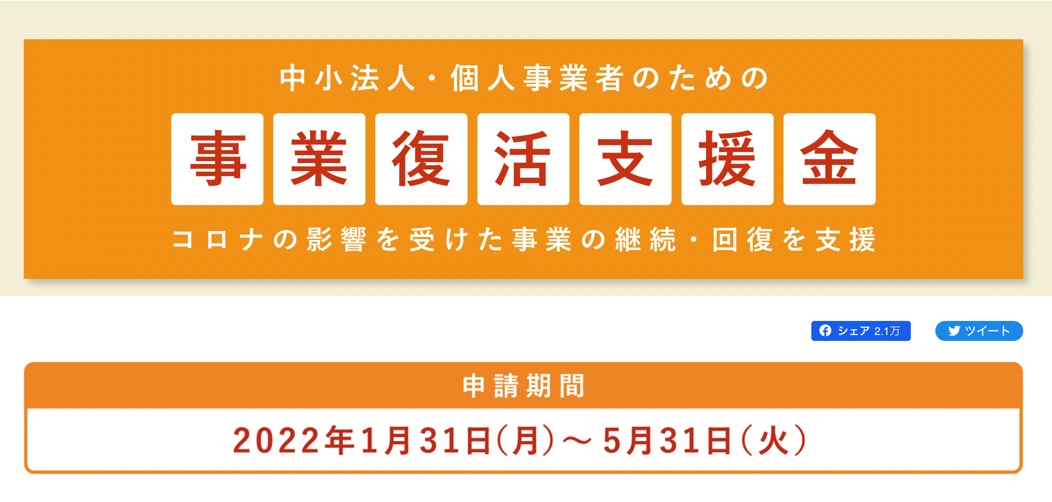 中小法人・個人事業者のための
事業復活支援金
コロナの影響を受けた事業の継続・回復を支援
シェア 2.1万 ツイート
申請期間
2022年1月31日(月)～5月31日(火)